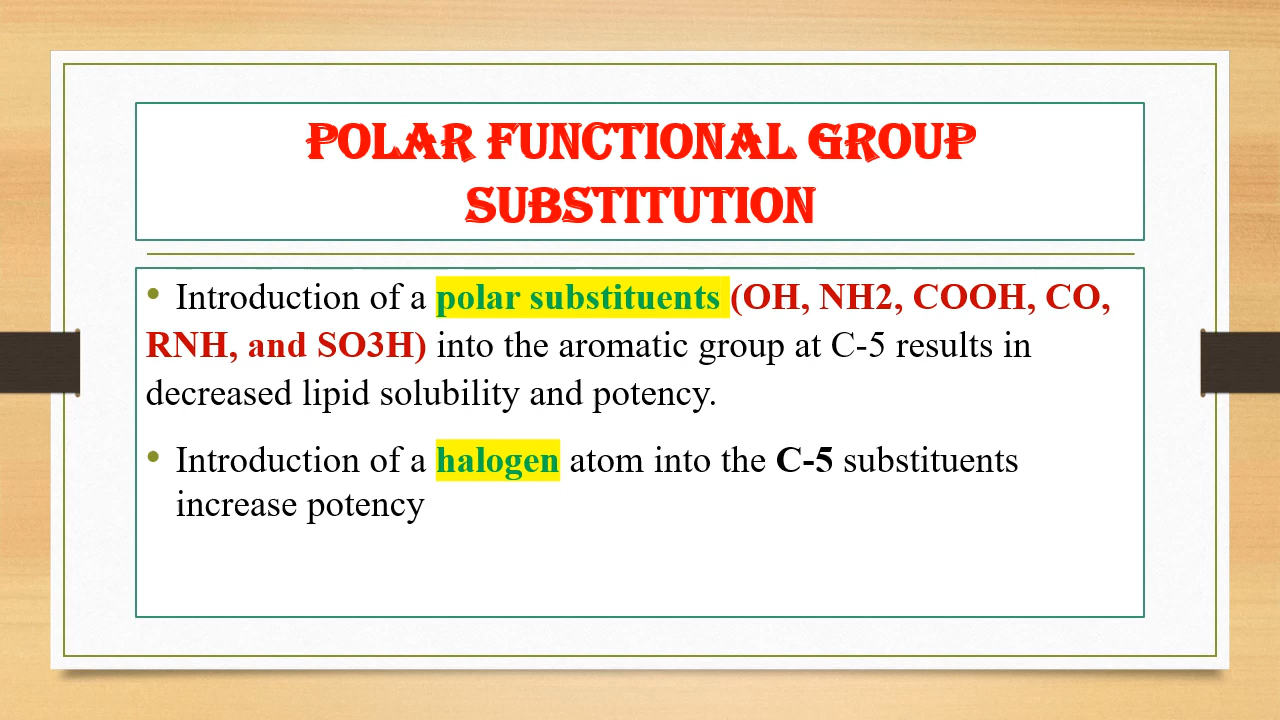 POLAR FUNCTIONAL GROUP
SUBSTITUTION
• Introduction of a polar substituents (OH, NH2, COOH, CO,
RNH, and SO3H) into the aromatic group at C-5 results in
decreased lipid solubility and potency.
• Introduction of a halogen atom into the C-5 substituents
increase potency